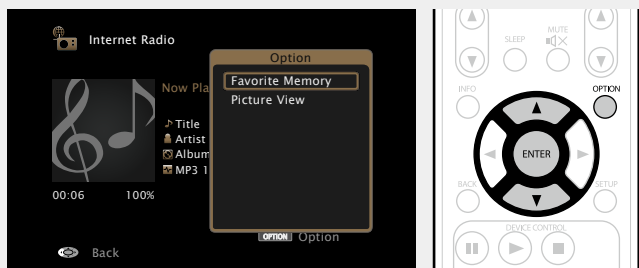 Internet Radio
Option
Now Pla
Favorite Memory
Picture View
Title
Artist
Album
MP3 1
00:06 100%
OPTION Option
Back
SLEEP
MUTE
INFO
OPTION
ENTER
BACK
SETUP
DEVICE CONTROL